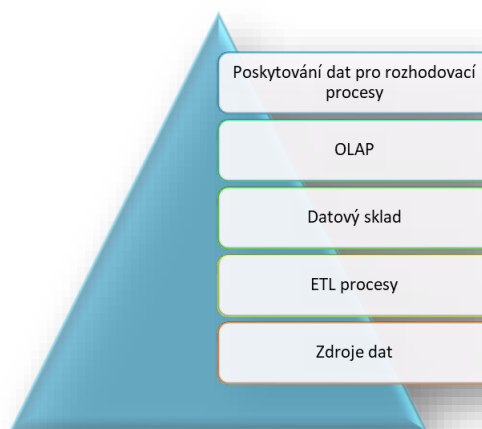 Poskytování dat pro rozhodovací
procesy
OLAP
Datový sklad
ETL procesy
Zdroje dat